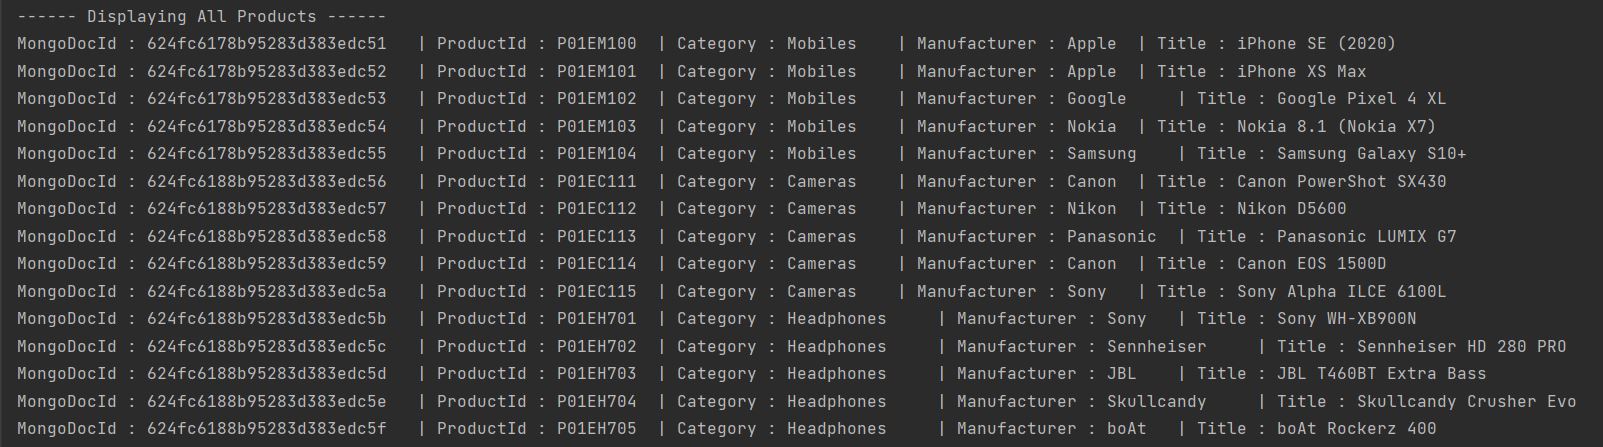 ------ Displaying All Products ------
MongoDocId : 624fc6178b95283d383edc51   | ProductId : P01EM100  | Category : Mobiles    | Manufacturer : Apple  | Title : iPhone SE (2020)
MongoDocId : 624fc6178b95283d383edc52   | ProductId : P01EM101  | Category : Mobiles    | Manufacturer : Apple  | Title : iPhone XS Max
MongoDocId : 624fc6178b95283d383edc53   | ProductId : P01EM102  | Category : Mobiles    | Manufacturer : Google     | Title : Google Pixel 4 XL
MongoDocId : 624fc6178b95283d383edc54   | ProductId : P01EM103  | Category : Mobiles    | Manufacturer : Nokia  | Title : Nokia 8.1 (Nokia X7)
MongoDocId : 624fc6178b95283d383edc55   | ProductId : P01EM104  | Category : Mobiles    | Manufacturer : Samsung    | Title : Samsung Galaxy S10+
MongoDocId : 624fc6188b95283d383edc56   | ProductId : P01EC111  | Category : Cameras    | Manufacturer : Canon  | Title : Canon PowerShot SX430
MongoDocId : 624fc6188b95283d383edc57   | ProductId : P01EC112  | Category : Cameras    | Manufacturer : Nikon  | Title : Nikon D5600
MongoDocId : 624fc6188b95283d383edc58   | ProductId : P01EC113  | Category : Cameras    | Manufacturer : Panasonic  | Title : Panasonic LUMIX G7
MongoDocId : 624fc6188b95283d383edc59   | ProductId : P01EC114  | Category : Cameras    | Manufacturer : Canon  | Title : Canon EOS 1500D
MongoDocId : 624fc6188b95283d383edc5a   | ProductId : P01EC115  | Category : Cameras    | Manufacturer : Sony   | Title : Sony Alpha ILCE 6100L
MongoDocId : 624fc6188b95283d383edc5b   | ProductId : P01EH701  | Category : Headphones     | Manufacturer : Sony   | Title : Sony WH-XB900N
MongoDocId : 624fc6188b95283d383edc5c   | ProductId : P01EH702  | Category : Headphones     | Manufacturer : Sennheiser     | Title : Sennheiser HD 280 PRO
MongoDocId : 624fc6188b95283d383edc5d   | ProductId : P01EH703  | Category : Headphones     | Manufacturer : JBL    | Title : JBL T460BT Extra Bass
MongoDocId : 624fc6188b95283d383edc5e   | ProductId : P01EH704  | Category : Headphones     | Manufacturer : Skullcandy     | Title : Skullcandy Crusher Evo
MongoDocId : 624fc6188b95283d383edc5f   | ProductId : P01EH705  | Category : Headphones     | Manufacturer : boAt   | Title : boAt Rockerz 400